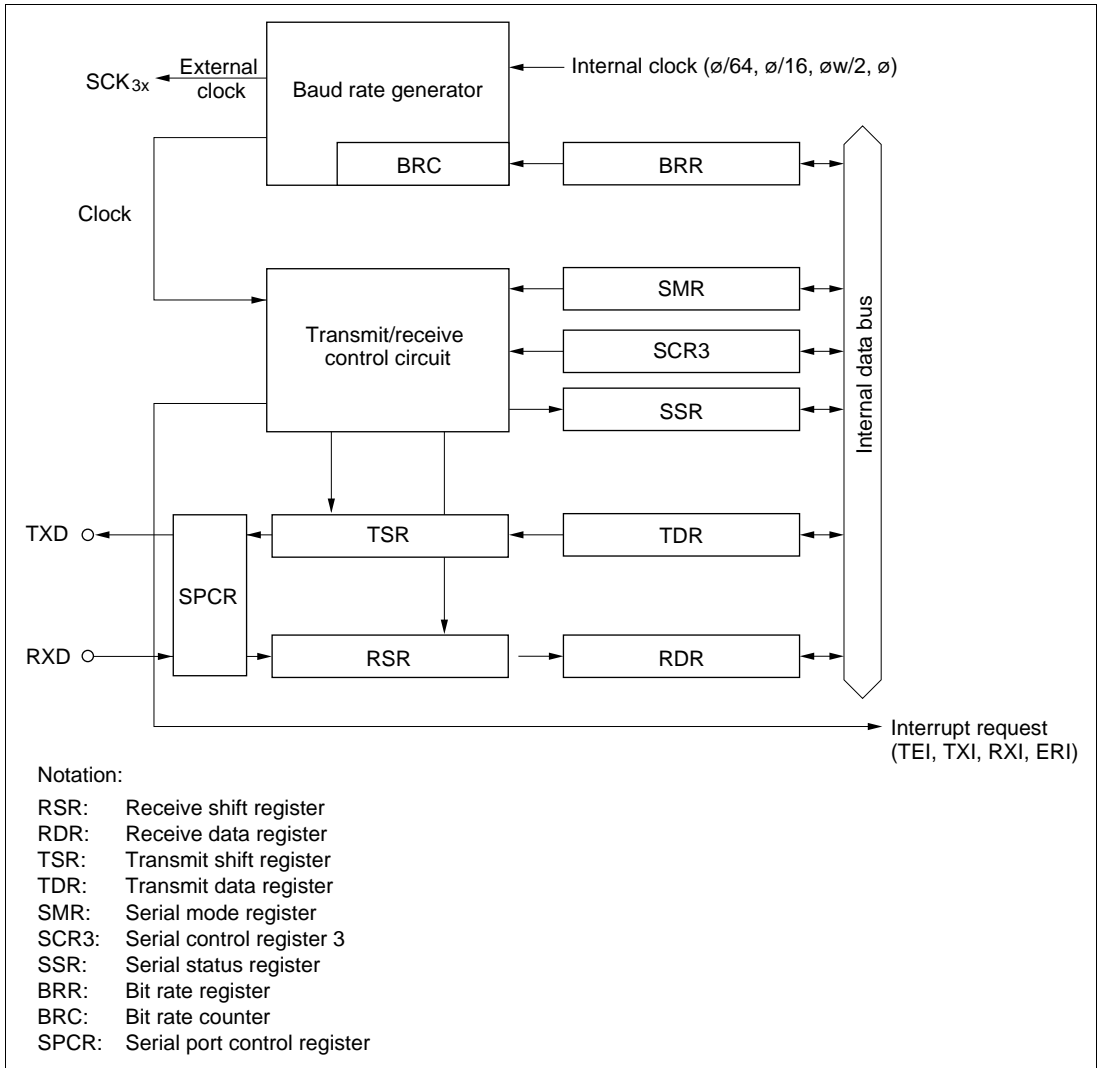 SCK3x
External
clock
Baud rate generator
Internal clock (ø/64, ø/16, øw/2, ø)
BRC
BRR
Clock
Transmit/receive
control circuit
SMR
SCR3
SSR
Internal data bus
TXD
TSR
TDR
SPCR
RXD
RSR
RDR
Interrupt request
(TEI, TXI, RXI, ERI)
Notation:
RSR: Receive shift register
RDR: Receive data register
TSR: Transmit shift register
TDR: Transmit data register
SMR: Serial mode register
SCR3: Serial control register 3
SSR: Serial status register
BRR: Bit rate register
BRC: Bit rate counter
SPCR: Serial port control register